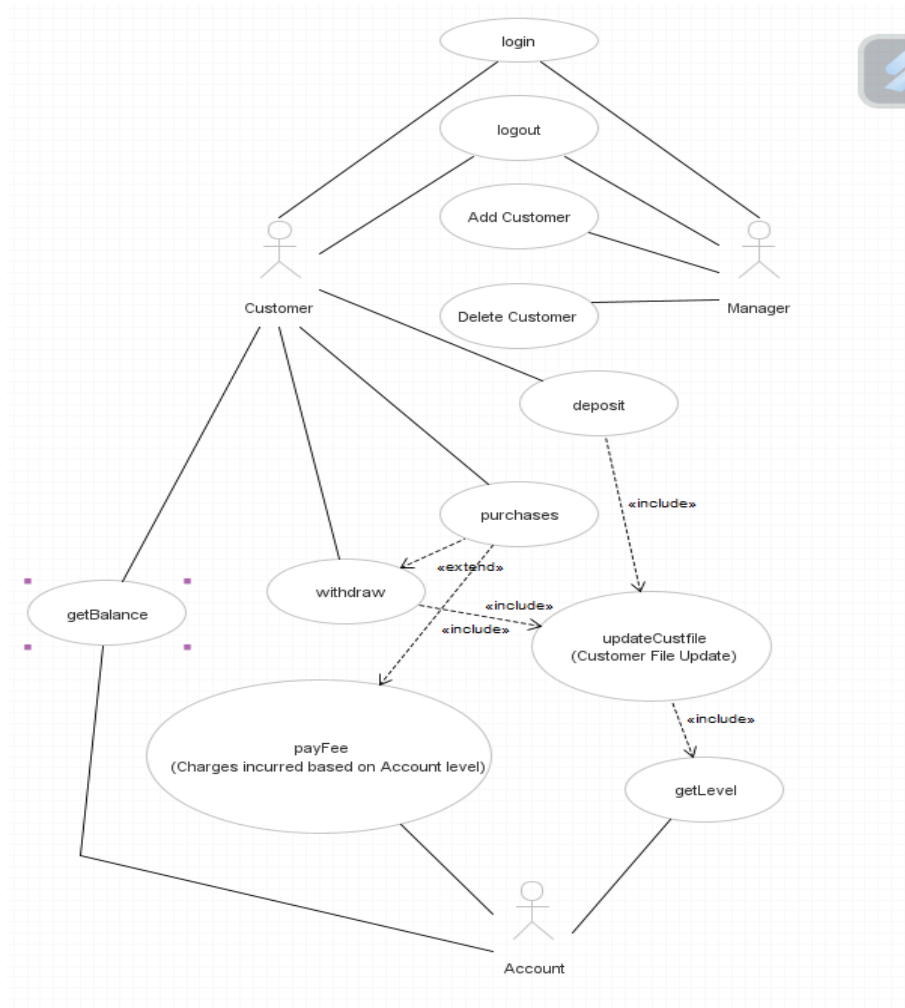 login
logout
Add Customer
Customer
Manager
Delete Customer
deposit
«include»
purchases
«extend»
withdraw
«include»
getBalance
«include»
updateCustfile
(Customer File Update)
«include»
payFee
(Charges incurred based on Account level)
getLevel
Account